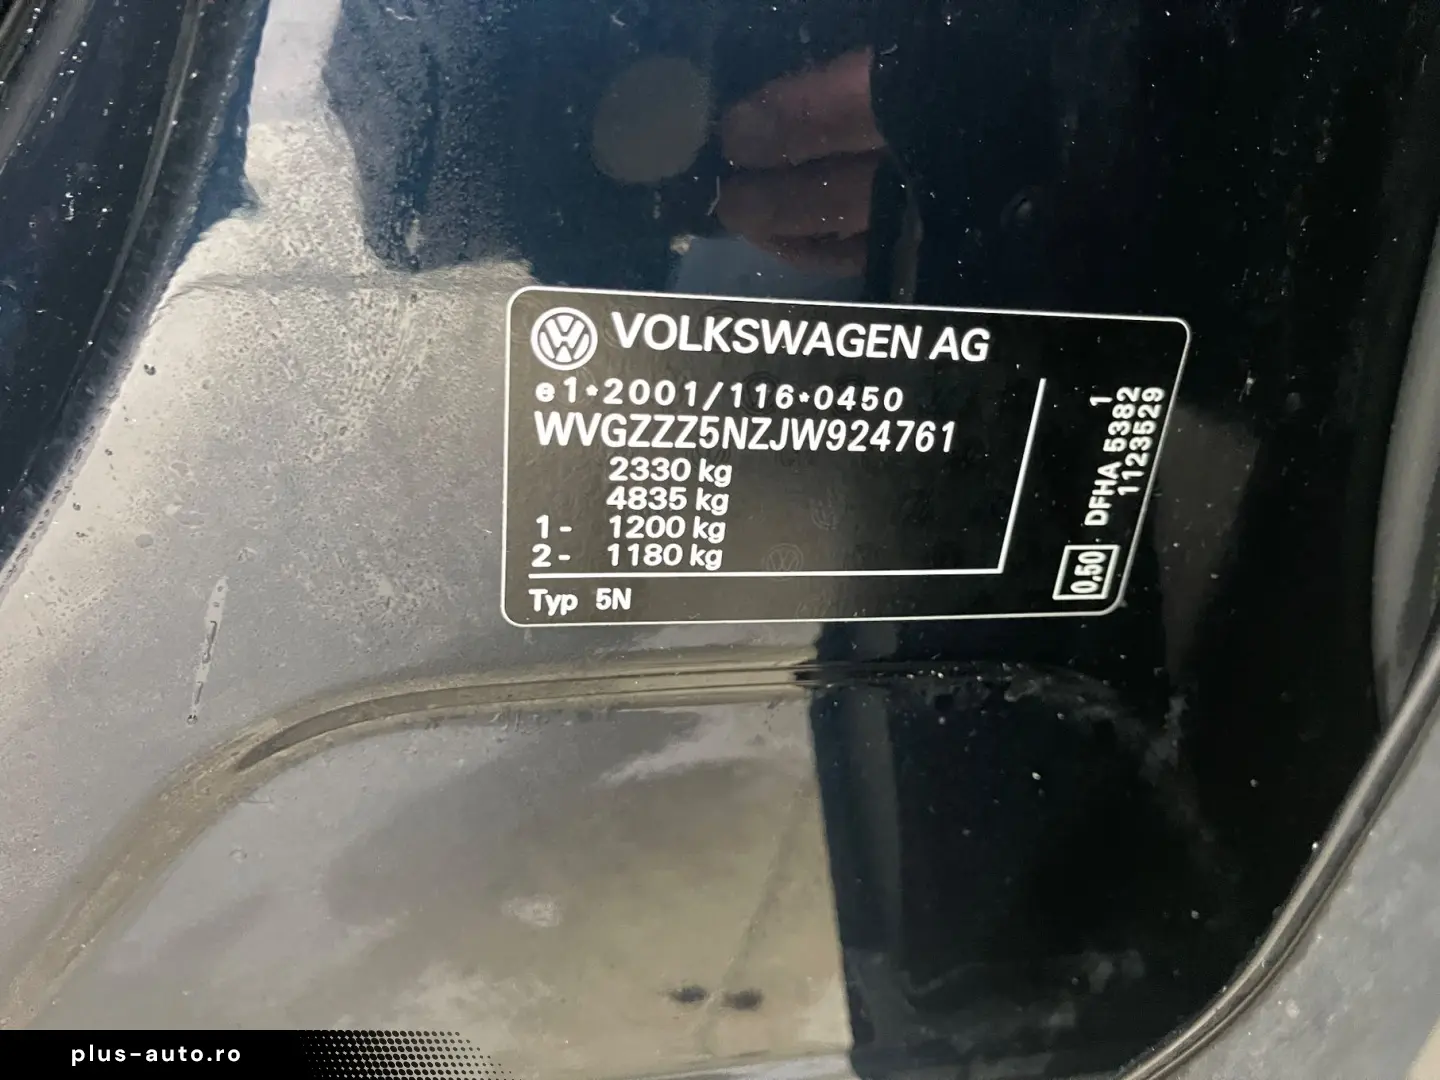 VOLKSWAGEN AG
e1*2001/116*0450
WVGZZZ5NZJW924761
2330 kg
4835 kg
1- 1200 kg
2- 1180 kg
Typ 5N
1
DFHA 5382
1123529
0,50
plus-auto.ro